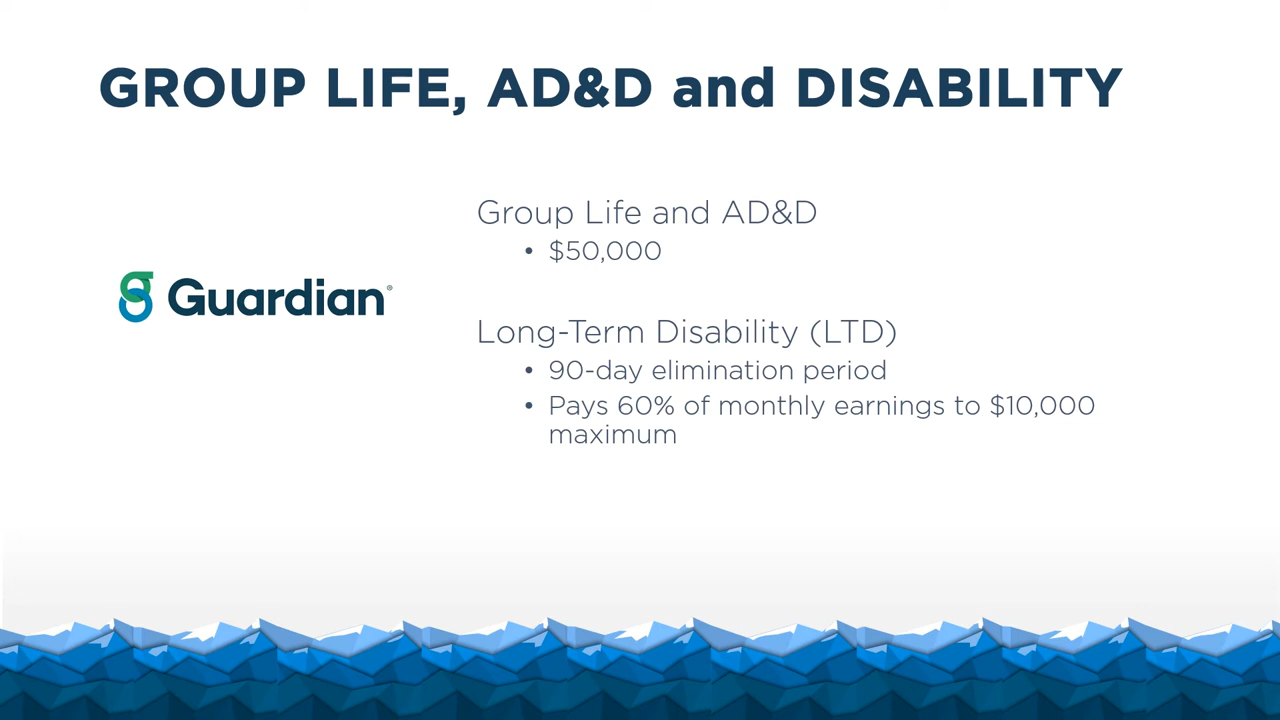 GROUP LIFE, AD&D and DISABILITY
Group Life and AD&D
• $50,000
Guardian®
Long-Term Disability (LTD)
• 90-day elimination period
• Pays 60% of monthly earnings to $10,000
maximum